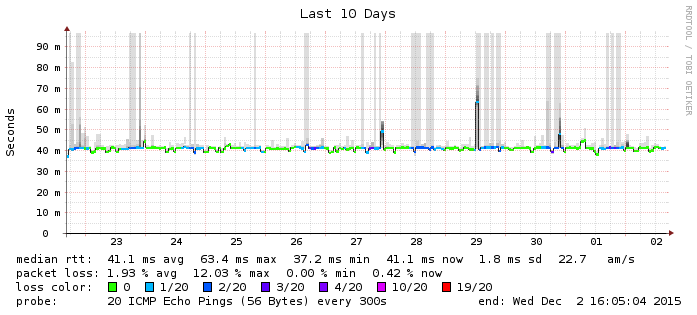 Last 10 Days
RRDTOOL / TOBI OETIKER
Seconds
90 m
80 m
70 m
60 m
50 m
40 m
30 m
20 m
10 m
0
23 24 25 26 27 28 29 30 01 02
median rtt: 41.1 ms avg 63.4 ms max 37.2 ms min 41.1 ms now 1.8 ms sd 22.7 am/s
packet loss: 1.93 % avg 12.03 % max 0.00 % min 0.42 % now
loss color: 0 1/20 2/20 3/20 4/20 10/20 19/20
probe: 20 ICMP Echo Pings (56 Bytes) every 300s end: Wed Dec 2 16:05:04 2015